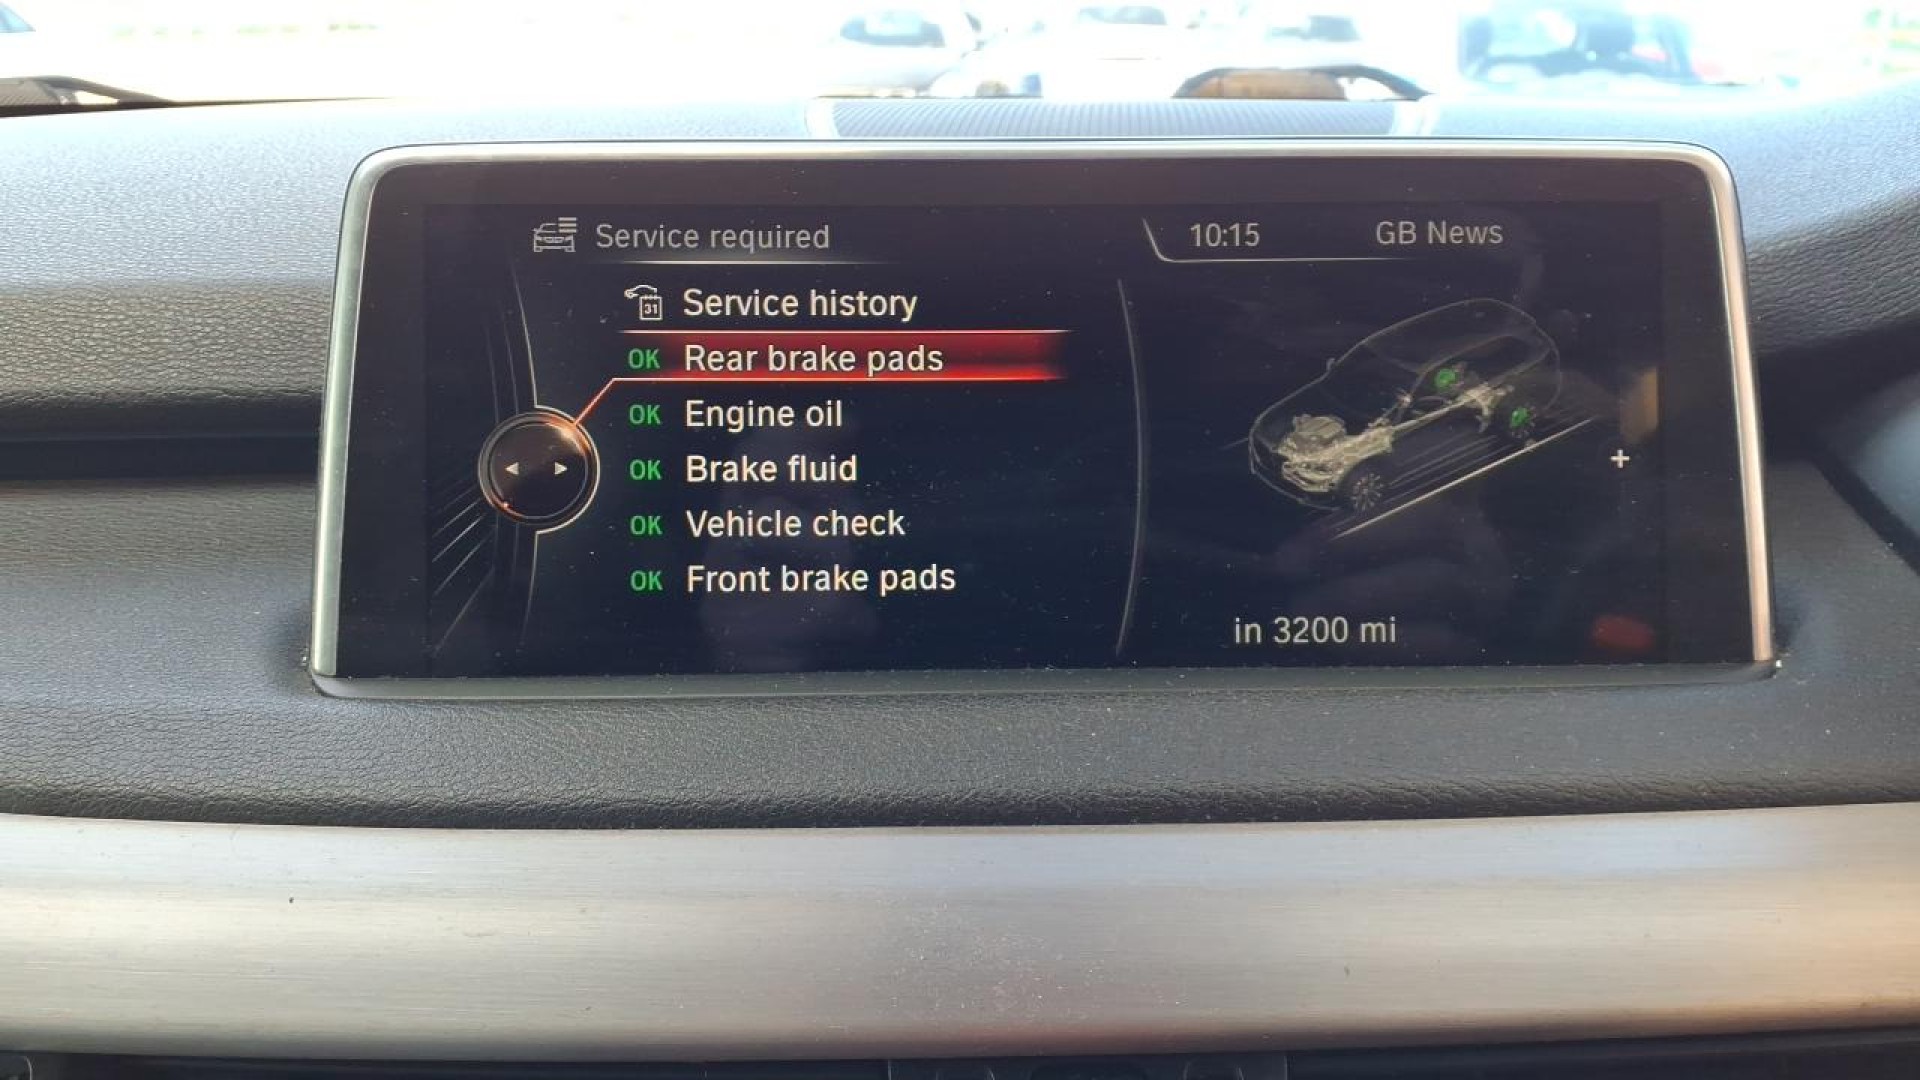 Service required
10:15
GB News
31
Service history
OK Rear brake pads
OK Engine oil
OK Brake fluid
OK Vehicle check
OK Front brake pads
+
in 3200 mi